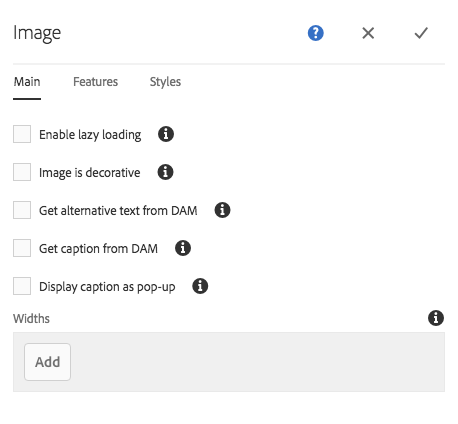 Image
Main Features Styles
Enable lazy loading
Image is decorative
Get alternative text from DAM
Get caption from DAM
Display caption as pop-up
Widths
Add